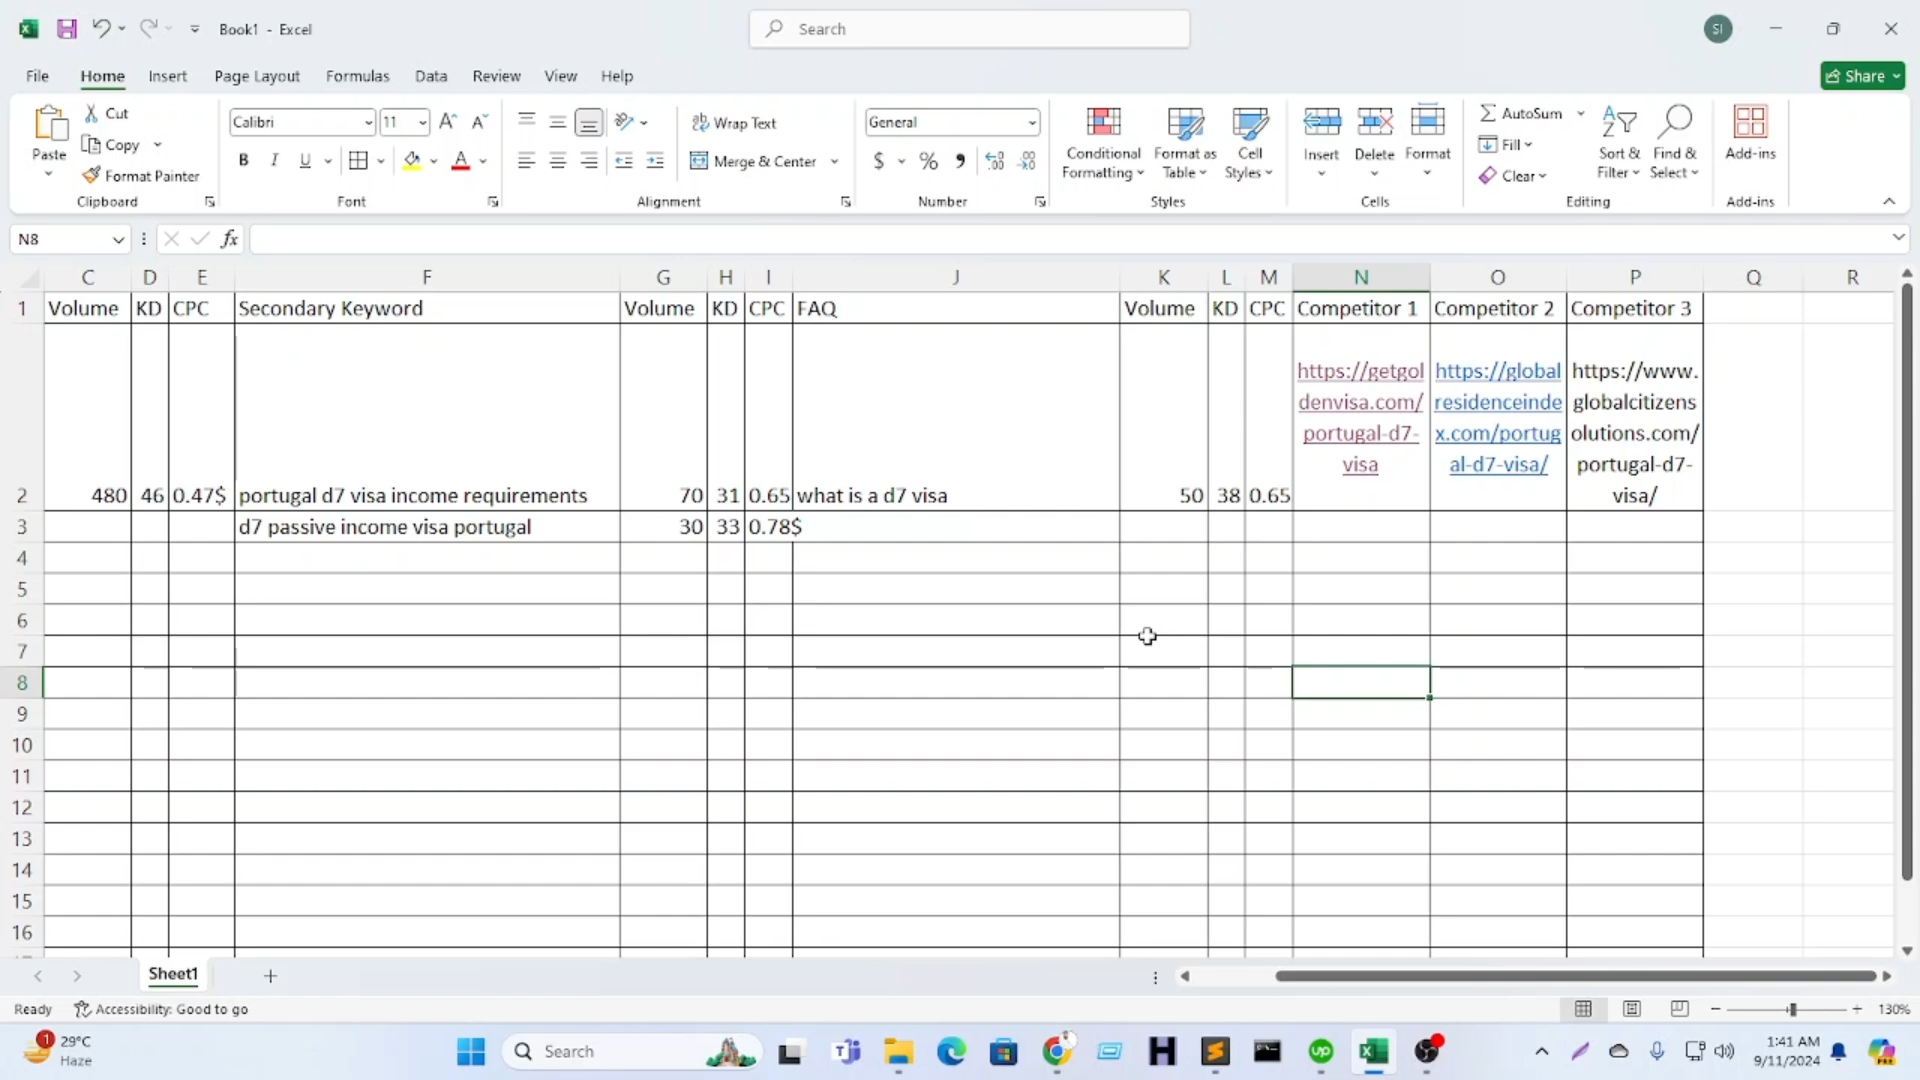 Book1 - Excel
Search
SI
File Home Insert Page Layout Formulas Data Review View Help
Share
Paste
Cut
Copy
Format Painter
Clipboard
Calibri 11
B I U
Font
Wrap Text
Merge & Center
Alignment
General
$ % ,
Number
Conditional Formatting
Format as Table
Cell Styles
Styles
Insert Delete Format
Cells
AutoSum
Fill
Clear
Sort & Filter
Find & Select
Editing
Add-ins
Add-ins
N8
fx
C D E F G H I J K L M N O P Q R
1 Volume KD CPC Secondary Keyword Volume KD CPC FAQ Volume KD CPC Competitor 1 Competitor 2 Competitor 3
2 480 46 0.47$ portugal d7 visa income requirements 70 31 0.65 what is a d7 visa 50 38 0.65
https://getgol
denvisa.com/
portugal-d7-
visa
https://global
residenceinde
x.com/portug
al-d7-visa/
https://www.
globalcitizens
olutions.com/
portugal-d7-
visa/
3 d7 passive income visa portugal 30 33 0.78$
4
5
6
7
8
9
10
11
12
13
14
15
16
Sheet1
Ready Accessibility: Good to go
130%
1
29°C
Haze
Search
1:41 AM
9/11/2024